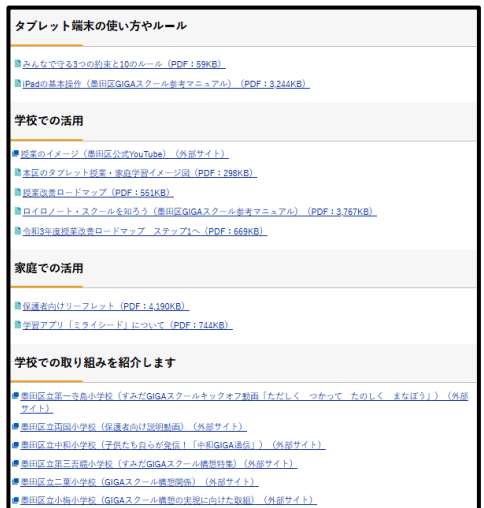 タブレット端末の使い方やルール
みんなで守る3つの約束と10のルール（PDF：59KB）
iPadの基本操作（墨田区GIGAスクール参考マニュアル）（PDF：3,244KB）
学校での活用
授業のイメージ（墨田区公式YouTube）（外部サイト）
本区のタブレット授業・家庭学習イメージ図（PDF：298KB）
授業改善ロードマップ（PDF：551KB）
ロイロノート・スクールを知ろう（墨田区GIGAスクール参考マニュアル）（PDF：3,767KB）
令和3年度授業改善ロードマップ　ステップ1へ（PDF：669KB）
家庭での活用
保護者向けリーフレット（PDF：4,190KB）
学習アプリ「ミライシード」について（PDF：744KB）
学校での取り組みを紹介します
墨田区立第一寺島小学校（すみだGIGAスクールキックオフ動画「ただしく　つかって　たのしく　まなぼう」）（外部
サイト）
墨田区立両国小学校（保護者向け説明動画）（外部サイト）
墨田区立中和小学校（子供たち自らが発信！「中和GIGA通信」）（外部サイト）
墨田区立第三吾嬬小学校（すみだGIGAスクール構想特集）（外部サイト）
墨田区立二葉小学校（GIGAスクール構想関係）（外部サイト）
墨田区立小梅小学校（GIGAスクール構想の実現に向けた取組）（外部サイト）